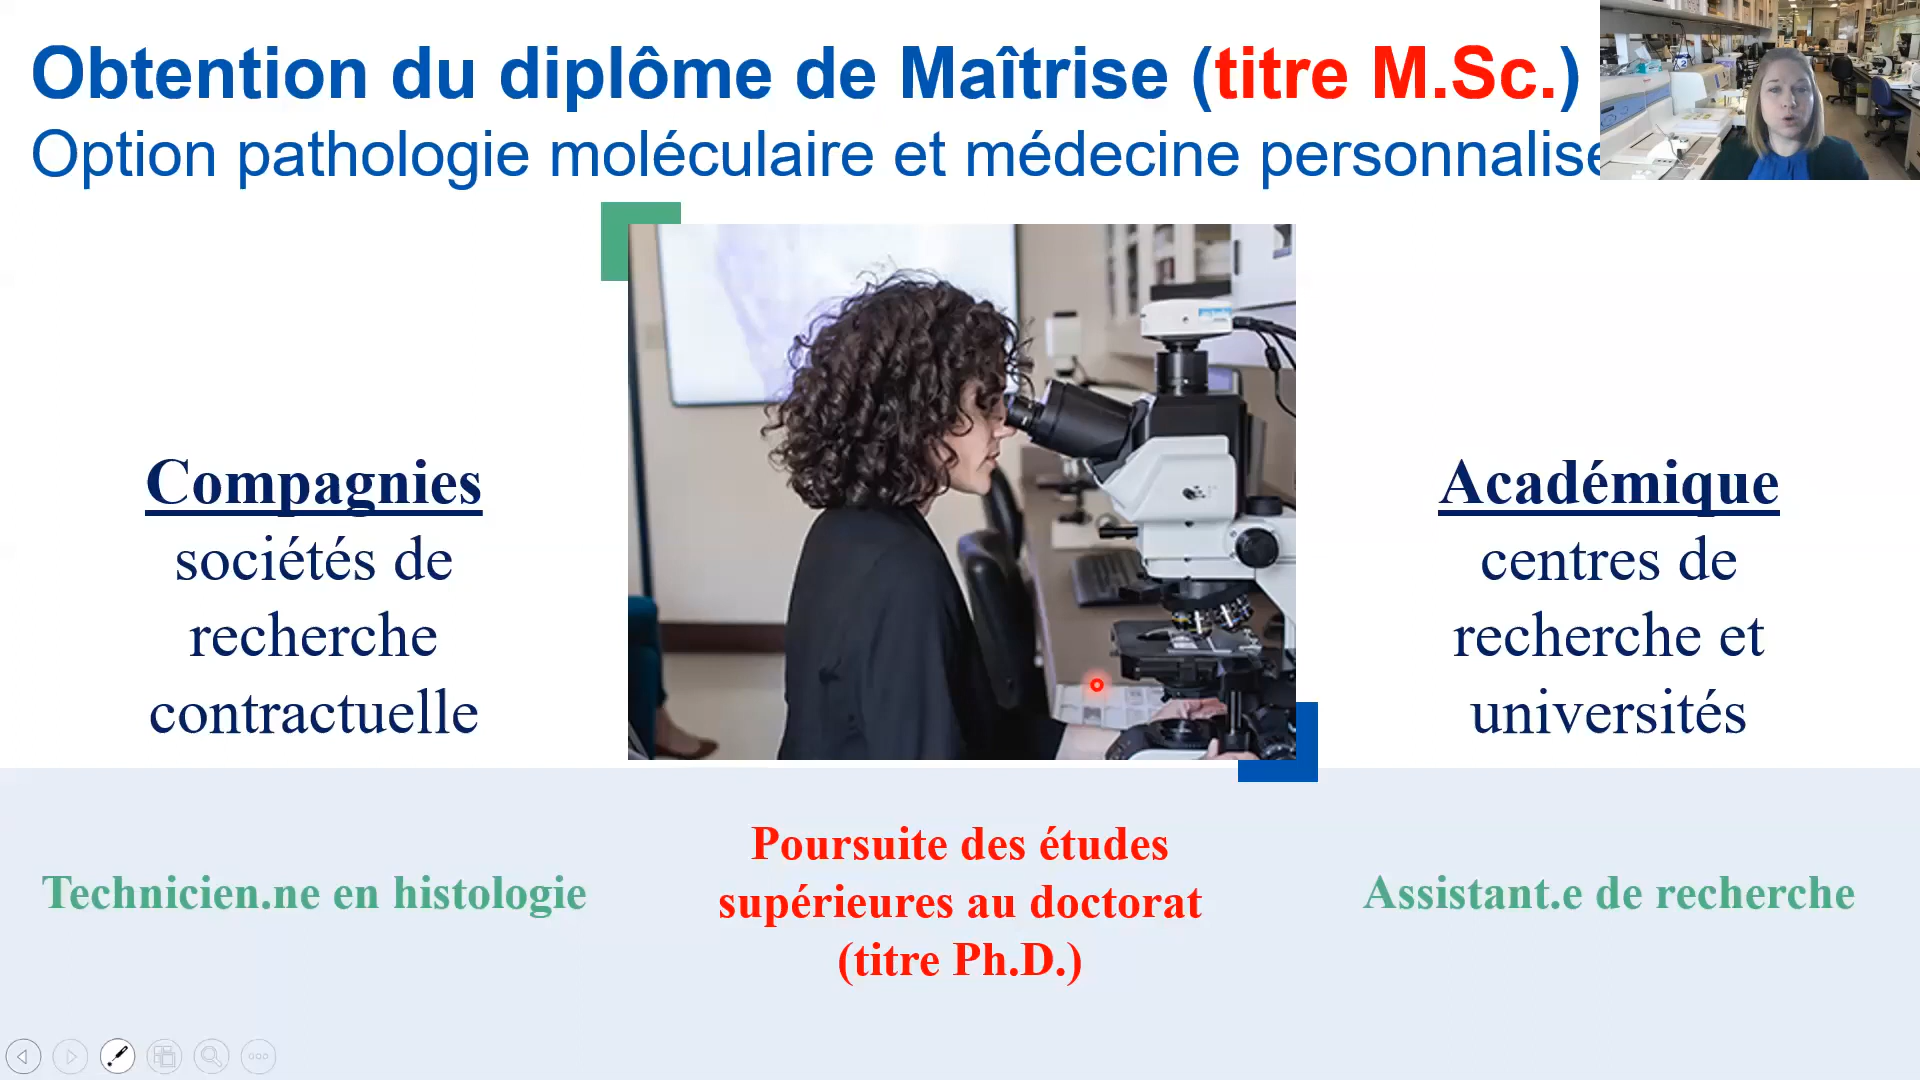 Obtention du diplôme de Maîtrise (titre M.Sc.)
Option pathologie moléculaire et médecine personnalisé
Compagnies
sociétés de
recherche
contractuelle
Académique
centres de
recherche et
universités
Technicien.ne en histologie
Poursuite des études
supérieures au doctorat
(titre Ph.D.)
Assistant.e de recherche